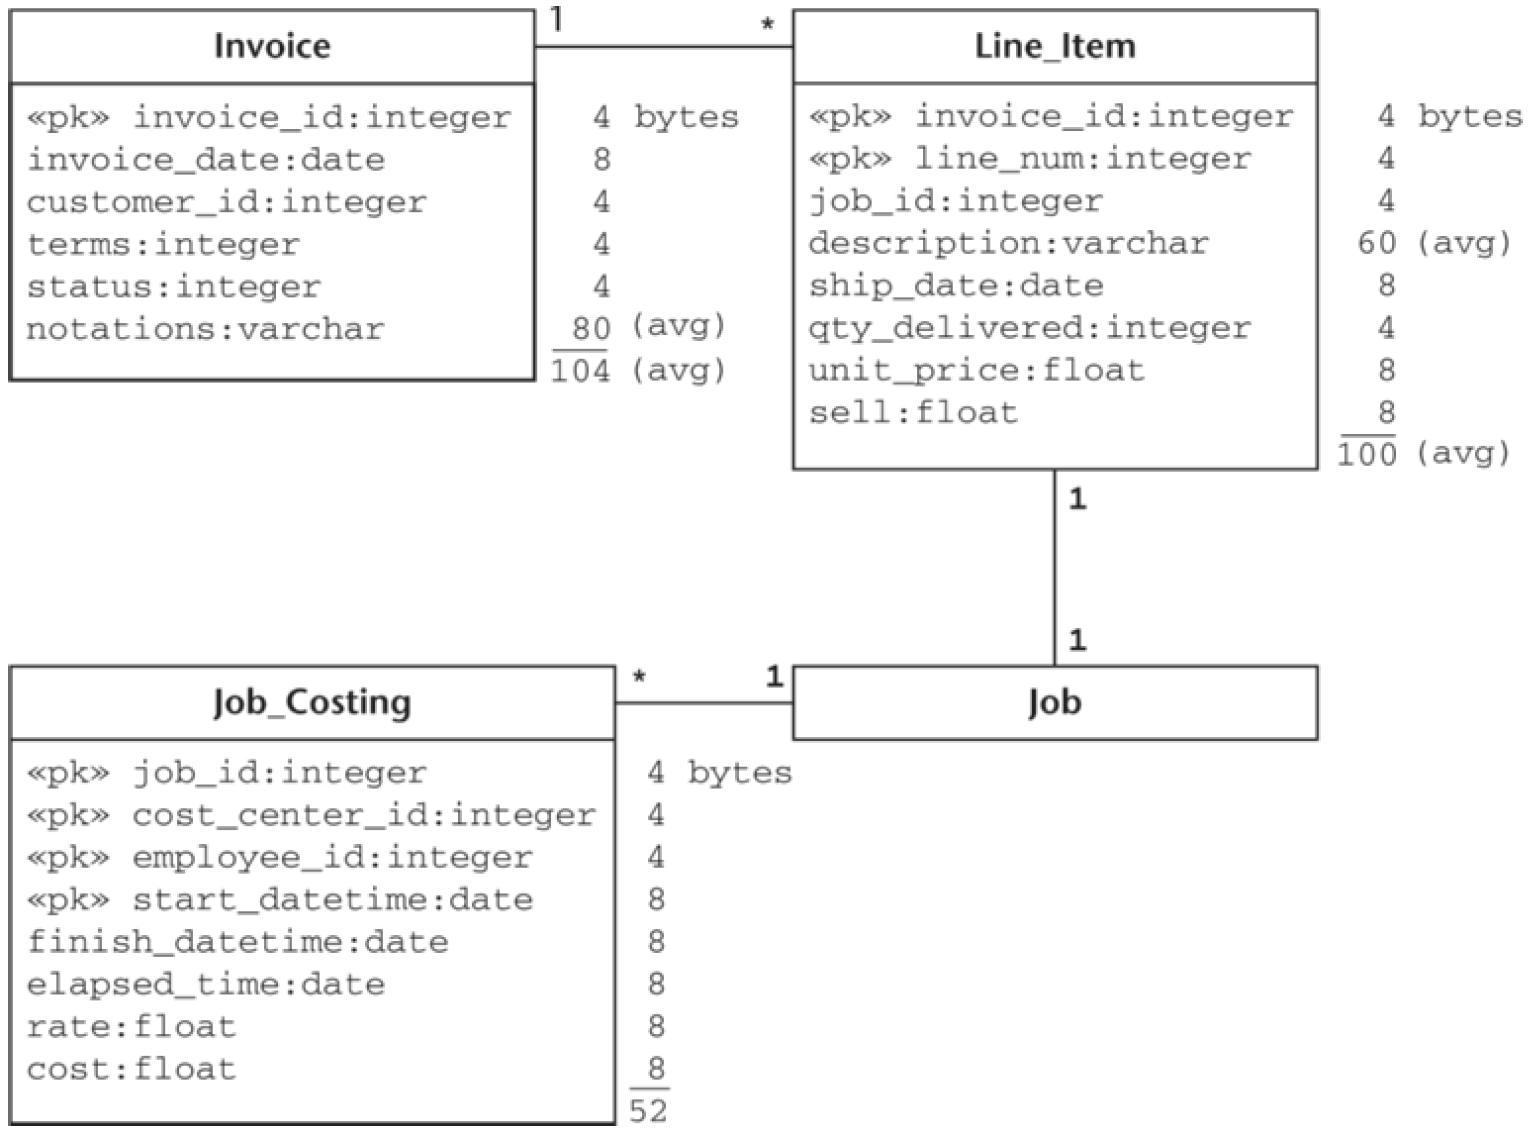 Invoice
«pk» invoice_id:integer 4 bytes
invoice_date:date 8
customer_id:integer 4
terms:integer 4
status:integer 4
notations:varchar 80 (avg)
104 (avg)
1 *
Line_Item
«pk» invoice_id:integer 4 bytes
«pk» line_num:integer 4
job_id:integer 4
description:varchar 60 (avg)
ship_date:date 8
qty_delivered:integer 4
unit_price:float 8
sell:float 8
100 (avg)
1
1
Job_Costing
* 1
Job
«pk» job_id:integer 4 bytes
«pk» cost_center_id:integer 4
«pk» employee_id:integer 4
«pk» start_datetime:date 8
finish_datetime:date 8
elapsed_time:date 8
rate:float 8
cost:float 8
52